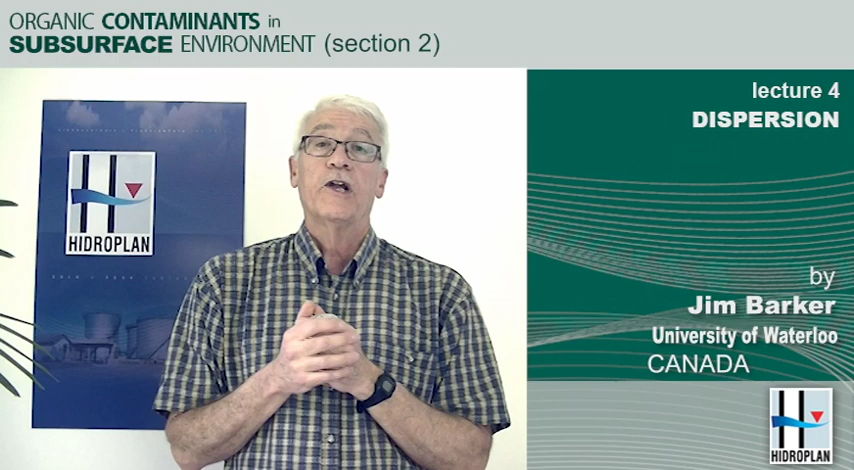 ORGANIC CONTAMINANTS in
SUBSURFACE ENVIRONMENT (section 2)
lecture 4
DISPERSION
HIDROPLAN
by
Jim Barker
University of Waterloo
CANADA
HIDROPLAN